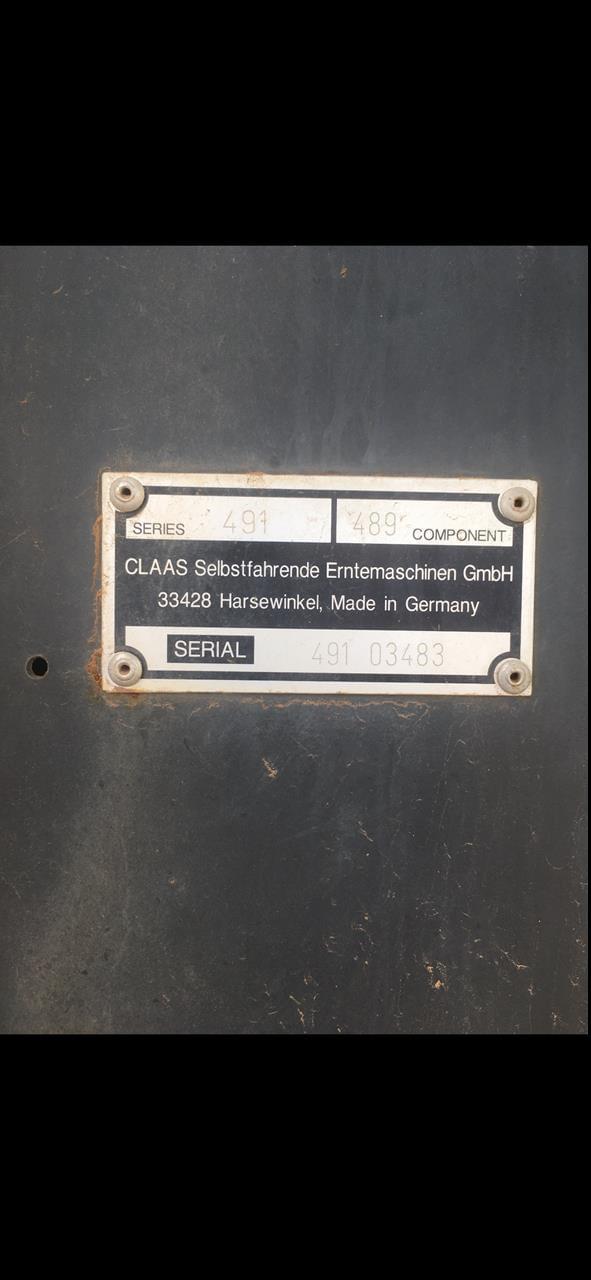 SERIES 491 489 COMPONENT
CLAAS Selbstfahrende Erntemaschinen GmbH
33428 Harsewinkel, Made in Germany
SERIAL 491 03483